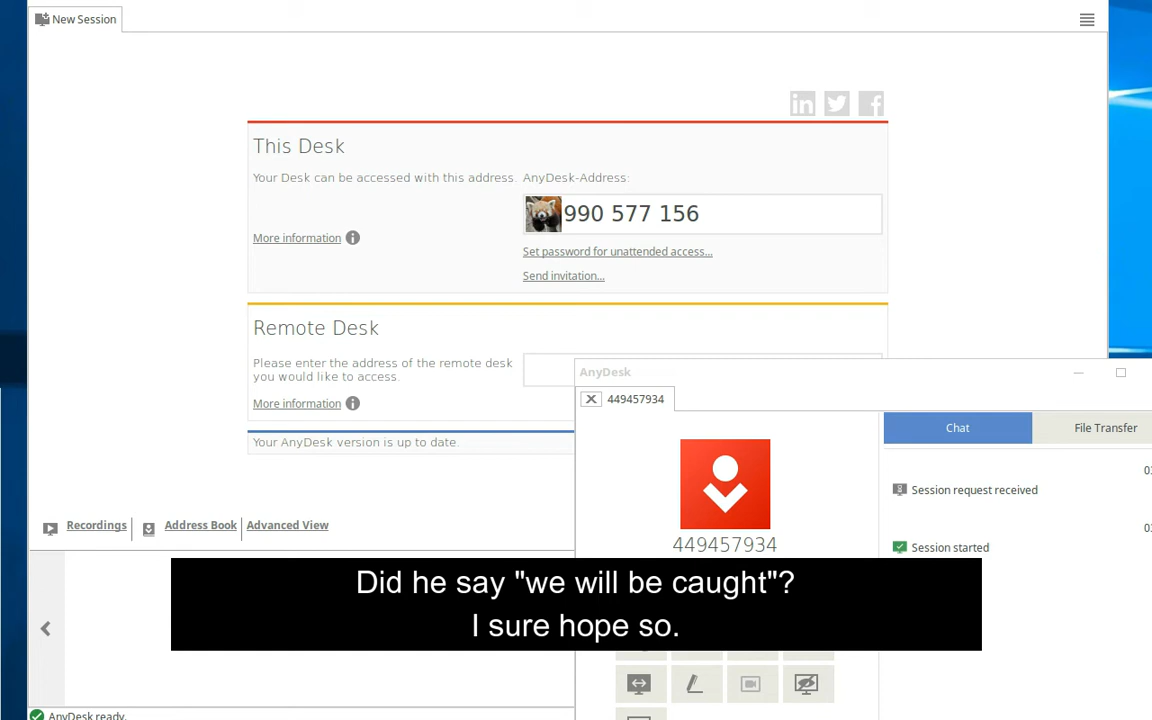 New Session
This Desk
Your Desk can be accessed with this address.
AnyDesk-Address:
990 577 156
More information
Set password for unattended access...
Send invitation...
Remote Desk
Please enter the address of the remote desk
you would like to access.
More information
Your AnyDesk version is up to date.
AnyDesk
449457934
Chat
File Transfer
Session request received
03
449457934
Session started
03
Recordings
Address Book
Advanced View
Did he say "we will be caught"?
I sure hope so.
AnyDesk ready.